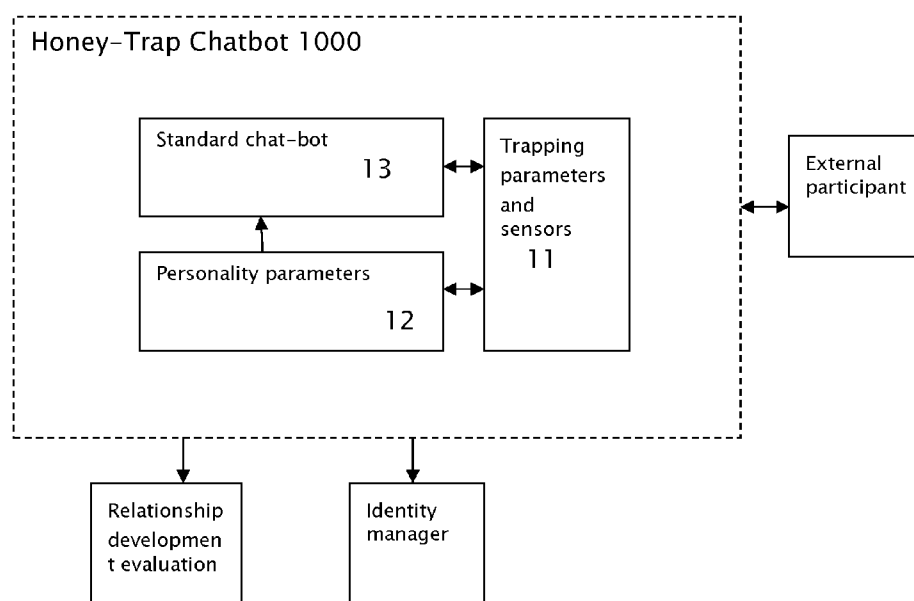 Honey-Trap Chatbot 1000
Standard chat-bot
13
Trapping
parameters
and
sensors
11
External
participant
Personality parameters
12
Relationship
developmen
t evaluation
Identity
manager